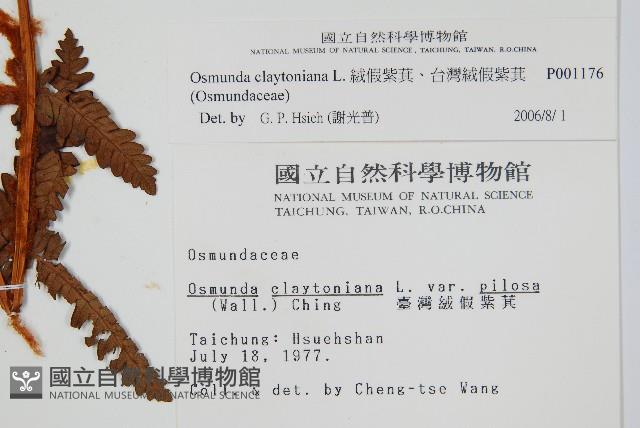 國立自然科學博物館
NATIONAL MUSEUM OF NATURAL SCIENCE, TAICHUNG, TAIWAN, R.O.CHINA
Osmunda claytoniana L. 絨假紫萁、台灣絨假紫萁 P001176
(Osmundaceae)
Det. by G. P. Hsieh (謝光普) 2006/8/ 1
國立自然科學博物館
NATIONAL MUSEUM OF NATURAL SCIENCE
TAICHUNG, TAIWAN, R.O.CHINA
Osmundaceae
Osmunda claytoniana L. var. pilosa
(Wall.) Ching 臺灣絨假紫萁
Taichung: Hsuehshan
July 18, 1977.
Coll. & det. by Cheng-tse Wang
國立自然科學博物館
NATIONAL MUSEUM OF NATURAL SCIENCE